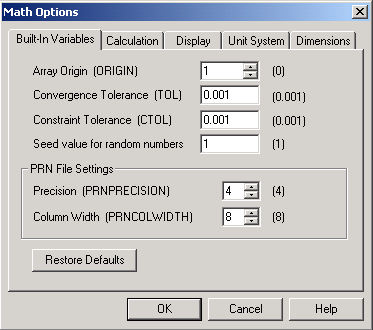 Math Options
Built-In Variables Calculation Display Unit System Dimensions
Array Origin (ORIGIN) 1 (0)
Convergence Tolerance (TOL) 0.001 (0.001)
Constraint Tolerance (CTOL) 0.001 (0.001)
Seed value for random numbers 1 (1)
PRN File Settings
Precision (PRNPRECISION) 4 (4)
Column Width (PRNCOLWIDTH) 8 (8)
Restore Defaults
OK Cancel Help